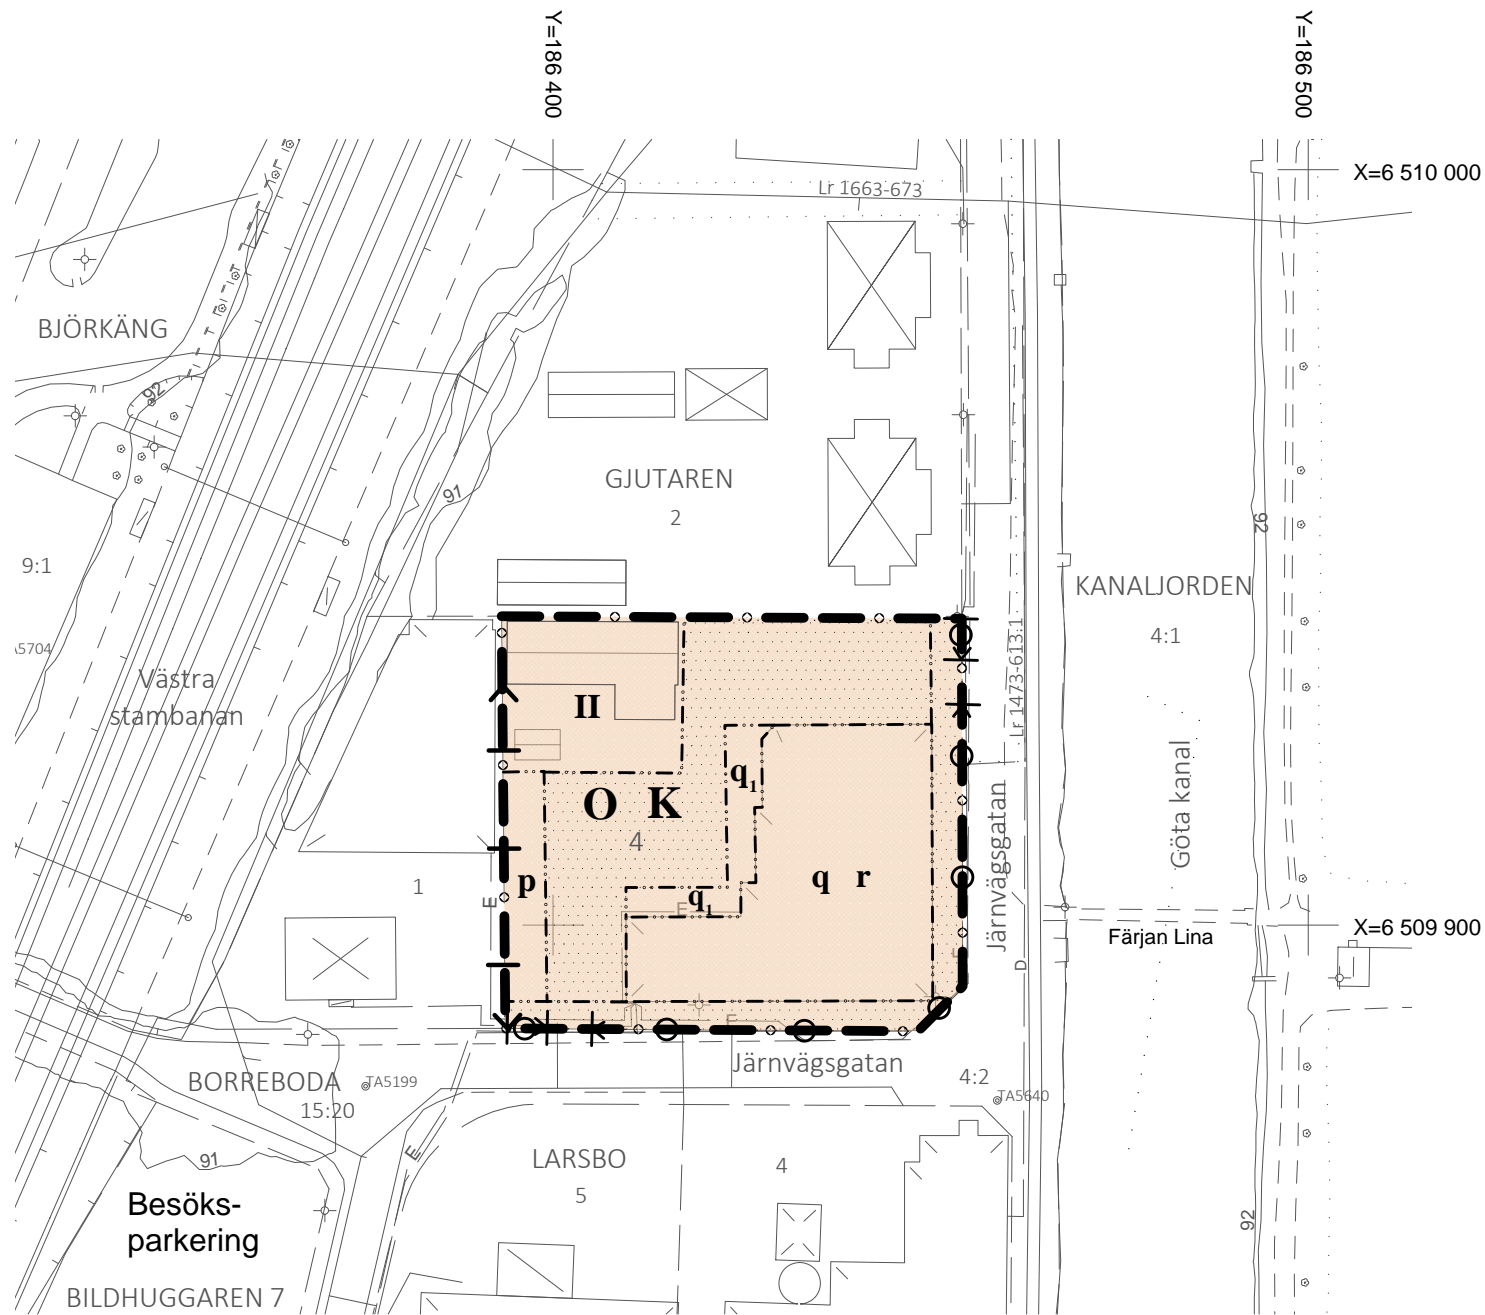 Y=186 400
Y=186 500
X=6 510 000
Lr 1663-673
BJÖRKÄNG
92
91
GJUTAREN
2
92
9:1
KANALJORDEN
4:1
Lr 1473-613:1
A5704
Västra
stambanan
II
q1
O K
4
Järnvägsgatan
Göta kanal
1
p
q r
E
q1
E
X=6 509 900
Färjan Lina
D
E
Järnvägsgatan
BORREBODA
15:20
TA5199
4:2
TA5640
E
91
LARSBO
5
4
Besöks-
parkering
92
BILDHUGGAREN 7